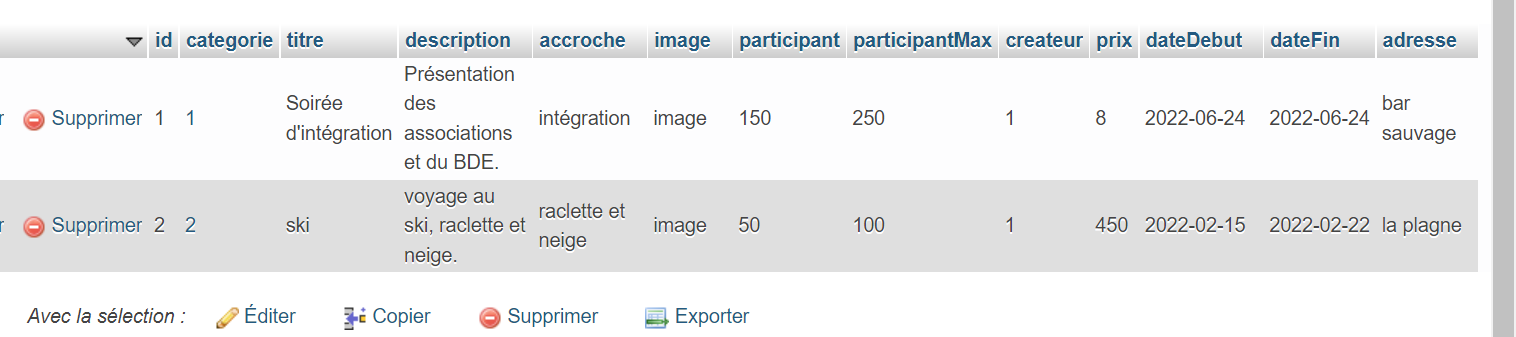 id categorie titre description accroche image participant participantMax createur prix dateDebut dateFin adresse
r Supprimer 1 1 Soirée d'intégration Présentation des associations et du BDE. intégration image 150 250 1 8 2022-06-24 2022-06-24 bar sauvage
r Supprimer 2 2 ski voyage au ski, raclette et neige. raclette et neige image 50 100 1 450 2022-02-15 2022-02-22 la plagne
Avec la sélection : Éditer Copier Supprimer Exporter